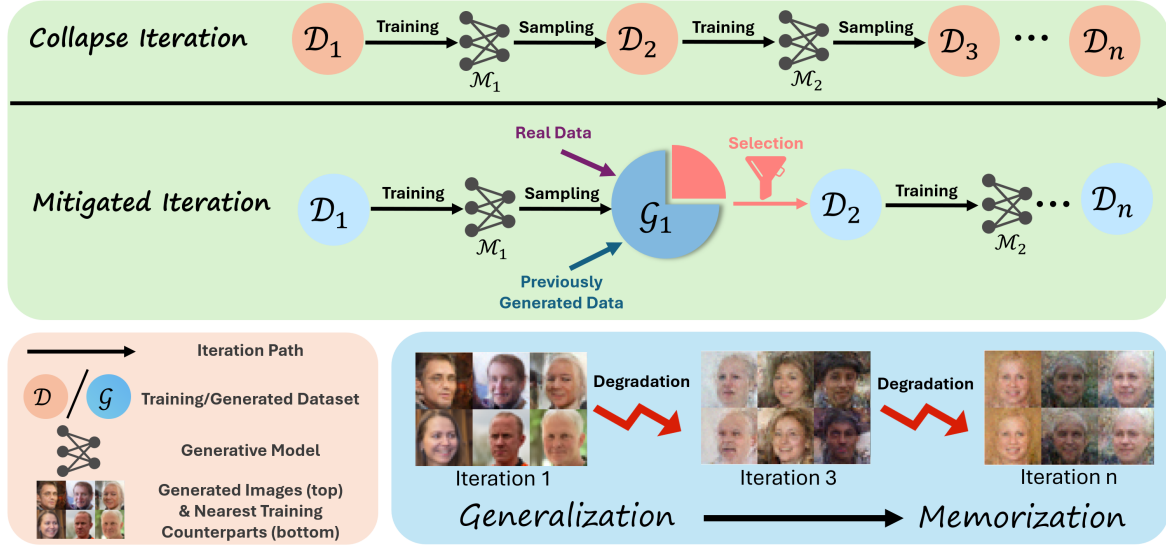 Collapse Iteration
𝒟1 Training Sampling 𝒟2 Training Sampling 𝒟3 ••• 𝒟n
ℳ1 ℳ2
Real Data
Selection
Mitigated Iteration
𝒟1 Training Sampling 𝒢1 𝒟2 Training ••• 𝒟n
ℳ1 ℳ2
Previously
Generated Data
Iteration Path
𝒟 / 𝒢 Training/Generated Dataset
Generative Model
Generated Images (top)
& Nearest Training
Counterparts (bottom)
Degradation Degradation
Iteration 1 Iteration 3 Iteration n
Generalization Memorization